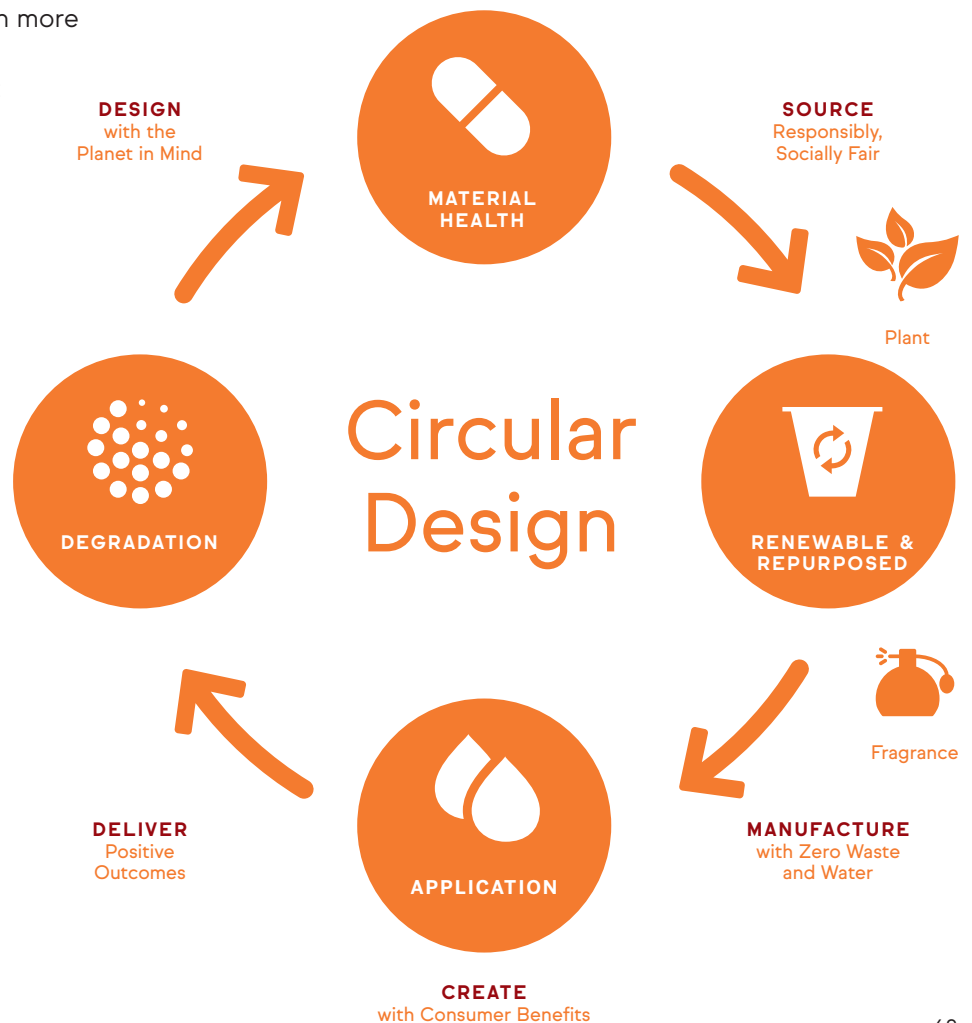 more
DESIGN
with the
Planet in Mind
MATERIAL
HEALTH
SOURCE
Responsibly,
Socially Fair
Plant
Circular
Design
DEGRADATION
RENEWABLE &
REPURPOSED
Fragrance
DELIVER
Positive
Outcomes
APPLICATION
MANUFACTURE
with Zero Waste
and Water
CREATE
with Consumer Benefits